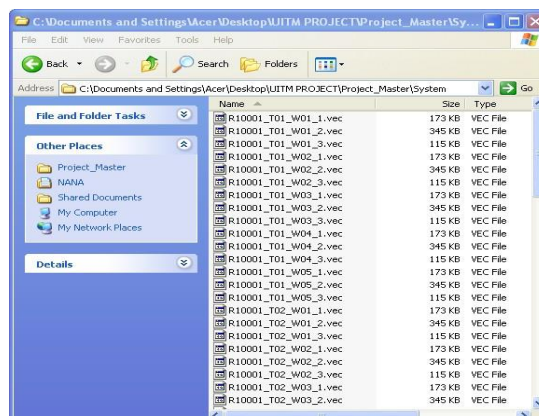 C:\Documents and Settings\Acer\Desktop\UITM PROJECT\Project_Master\Sy...
File Edit View Favorites Tools Help
Back Search Folders
Address C:\Documents and Settings\Acer\Desktop\UITM PROJECT\Project_Master\System Go
File and Folder Tasks
Other Places
Project_Master
NANA
Shared Documents
My Computer
My Network Places
Details
Name Size Type
R10001_T01_W01_1.vec 173 KB VEC File
R10001_T01_W01_2.vec 345 KB VEC File
R10001_T01_W01_3.vec 115 KB VEC File
R10001_T01_W02_1.vec 173 KB VEC File
R10001_T01_W02_2.vec 345 KB VEC File
R10001_T01_W02_3.vec 115 KB VEC File
R10001_T01_W03_1.vec 173 KB VEC File
R10001_T01_W03_2.vec 345 KB VEC File
R10001_T01_W03_3.vec 115 KB VEC File
R10001_T01_W04_1.vec 173 KB VEC File
R10001_T01_W04_2.vec 345 KB VEC File
R10001_T01_W04_3.vec 115 KB VEC File
R10001_T01_W05_1.vec 173 KB VEC File
R10001_T01_W05_2.vec 345 KB VEC File
R10001_T01_W05_3.vec 115 KB VEC File
R10001_T02_W01_1.vec 173 KB VEC File
R10001_T02_W01_2.vec 345 KB VEC File
R10001_T02_W01_3.vec 115 KB VEC File
R10001_T02_W02_1.vec 173 KB VEC File
R10001_T02_W02_2.vec 345 KB VEC File
R10001_T02_W02_3.vec 115 KB VEC File
R10001_T02_W03_1.vec 173 KB VEC File
R10001_T02_W03_2.vec 345 KB VEC File